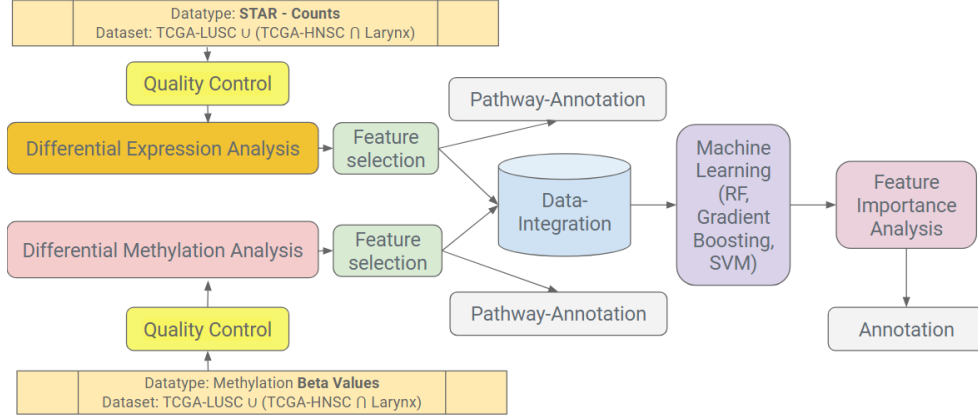 Datatype: STAR - Counts
Dataset: TCGA-LUSC ∪ (TCGA-HNSC ⋂ Larynx)
Quality Control
Differential Expression Analysis
Feature
selection
Pathway-Annotation
Data-
Integration
Machine
Learning
(RF,
Gradient
Boosting,
SVM)
Feature
Importance
Analysis
Differential Methylation Analysis
Feature
selection
Pathway-Annotation
Annotation
Quality Control
Datatype: Methylation Beta Values
Dataset: TCGA-LUSC ∪ (TCGA-HNSC ⋂ Larynx)